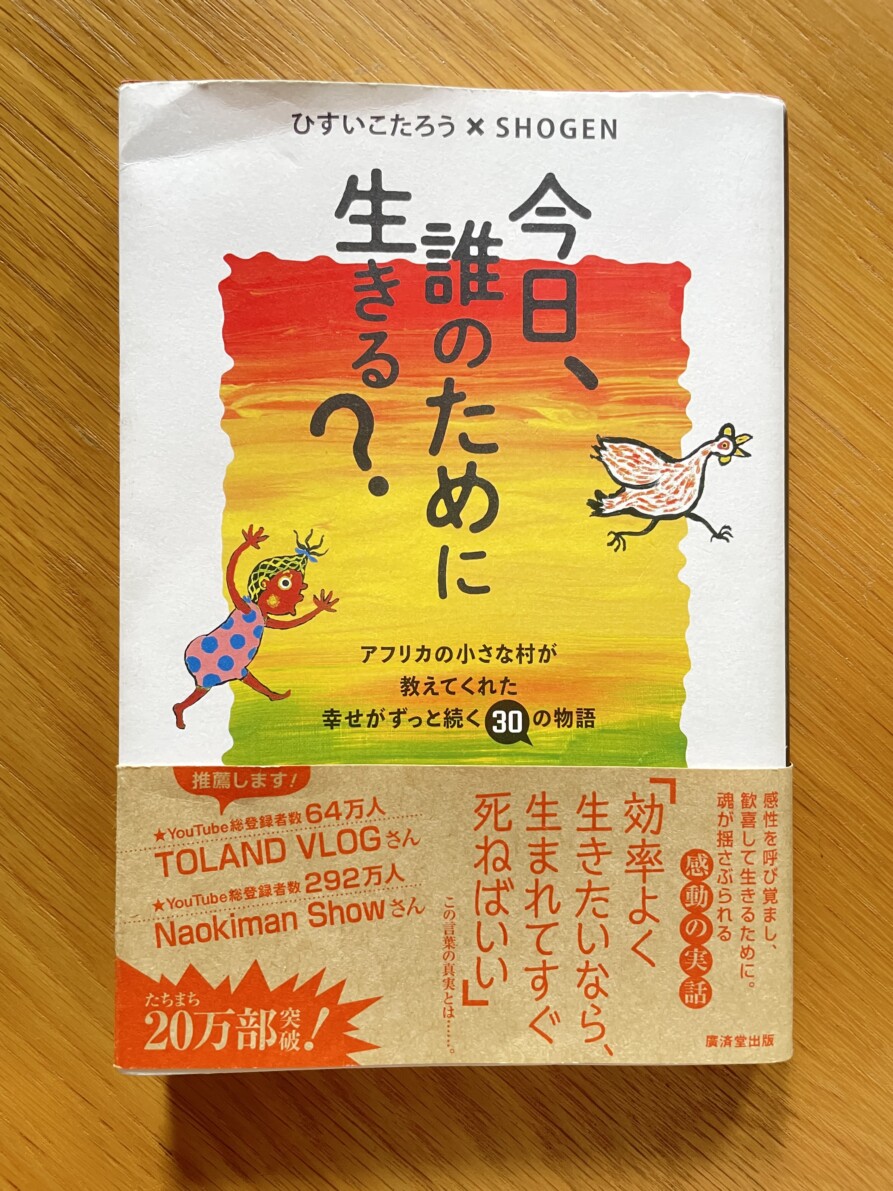 ひすいこたろう×SHOGEN
今日、
誰のために
生きる?
アフリカの小さな村が
教えてくれた
幸せがずっと続く30の物語
感性を呼び覚まし、
歓喜して生きるために。
魂が揺さぶられる
感動の実話
「効率よく
生きたいなら、
生まれてすぐ
死ねばいい」
この言葉の真実とは……。
推薦します!
★YouTube総登録者数64万人
TOLAND VLOGさん
★YouTube総登録者数292万人
Naokiman Showさん
たちまち
20万部突破!
廣済堂出版